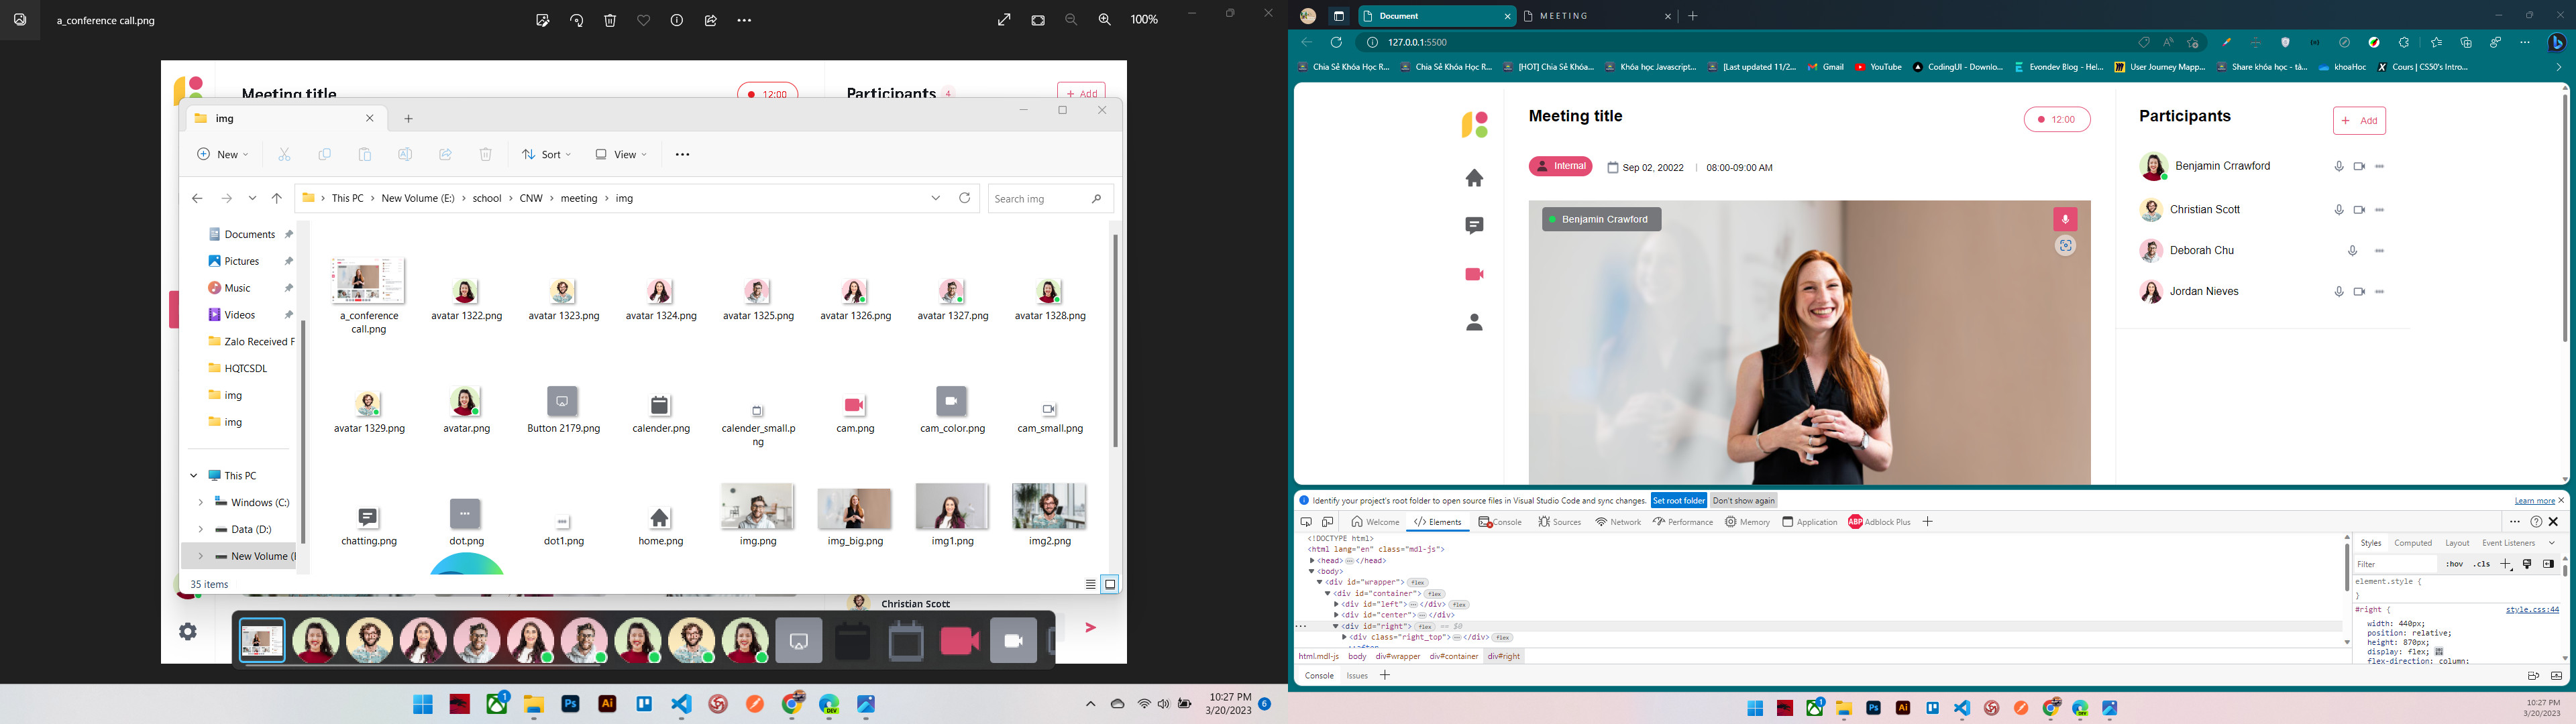 a_conference call.png
100%
Meeting title
12:00
Participants 4
+ Add
img
New
Sort
View
This PC > New Volume (E:) > school > CNW > meeting > img
Search img
Documents
Pictures
Music
Videos
Zalo Received F
HQTCSDL
img
img
This PC
Windows (C:)
Data (D:)
New Volume (
a_conference call.png
avatar 1322.png
avatar 1323.png
avatar 1324.png
avatar 1325.png
avatar 1326.png
avatar 1327.png
avatar 1328.png
avatar 1329.png
avatar.png
Button 2179.png
calender.png
calender_small.png
cam.png
cam_color.png
cam_small.png
chatting.png
dot.png
dot1.png
home.png
img.png
img_big.png
img1.png
img2.png
35 items
Christian Scott
1
Ps
Ai
DEV
10:27 PM
3/20/2023
6
Document
MEETING
127.0.0.1:5500
Chia Sẻ Khóa Học R...
Chia Sẻ Khóa Học R...
[HOT] Chia Sẻ Khóa...
Khóa học Javascript...
[Last updated 11/2...
Gmail
YouTube
CodingUI - Downlo...
Evondev Blog - Hel...
User Journey Mapp...
Share khóa học - tà...
khoaHoc
Cours | CS50's Intro...
Meeting title
12:00
Internal
Sep 02, 20022 | 08:00-09:00 AM
Benjamin Crawford
Participants
+ Add
Benjamin Crrawford
Christian Scott
Deborah Chu
Jordan Nieves
Identify your project's root folder to open source files in Visual Studio Code and sync changes.
Set root folder
Don't show again
Learn more
Welcome
Elements
Console
Sources
Network
Performance
Memory
Application
ABP Adblock Plus
<!DOCTYPE html>
<html lang="en" class="mdl-js">
<head>⋯</head>
<body>
<div id="wrapper"> flex
<div id="container"> flex
<div id="left">⋯</div> flex
<div id="center">⋯</div>
<div id="right"> flex == $0
<div class="right_top">⋯</div> flex
html.mdl-js body div#wrapper div#container div#right
Styles
Computed
Layout
Event Listeners
Filter
:hov .cls
element.style {
}
#right {
style.css:44
width: 440px;
position: relative;
height: 870px;
display: flex;
flex-direction: column;
Console
Issues
1
Ps
Ai
DEV
10:27 PM
3/20/2023